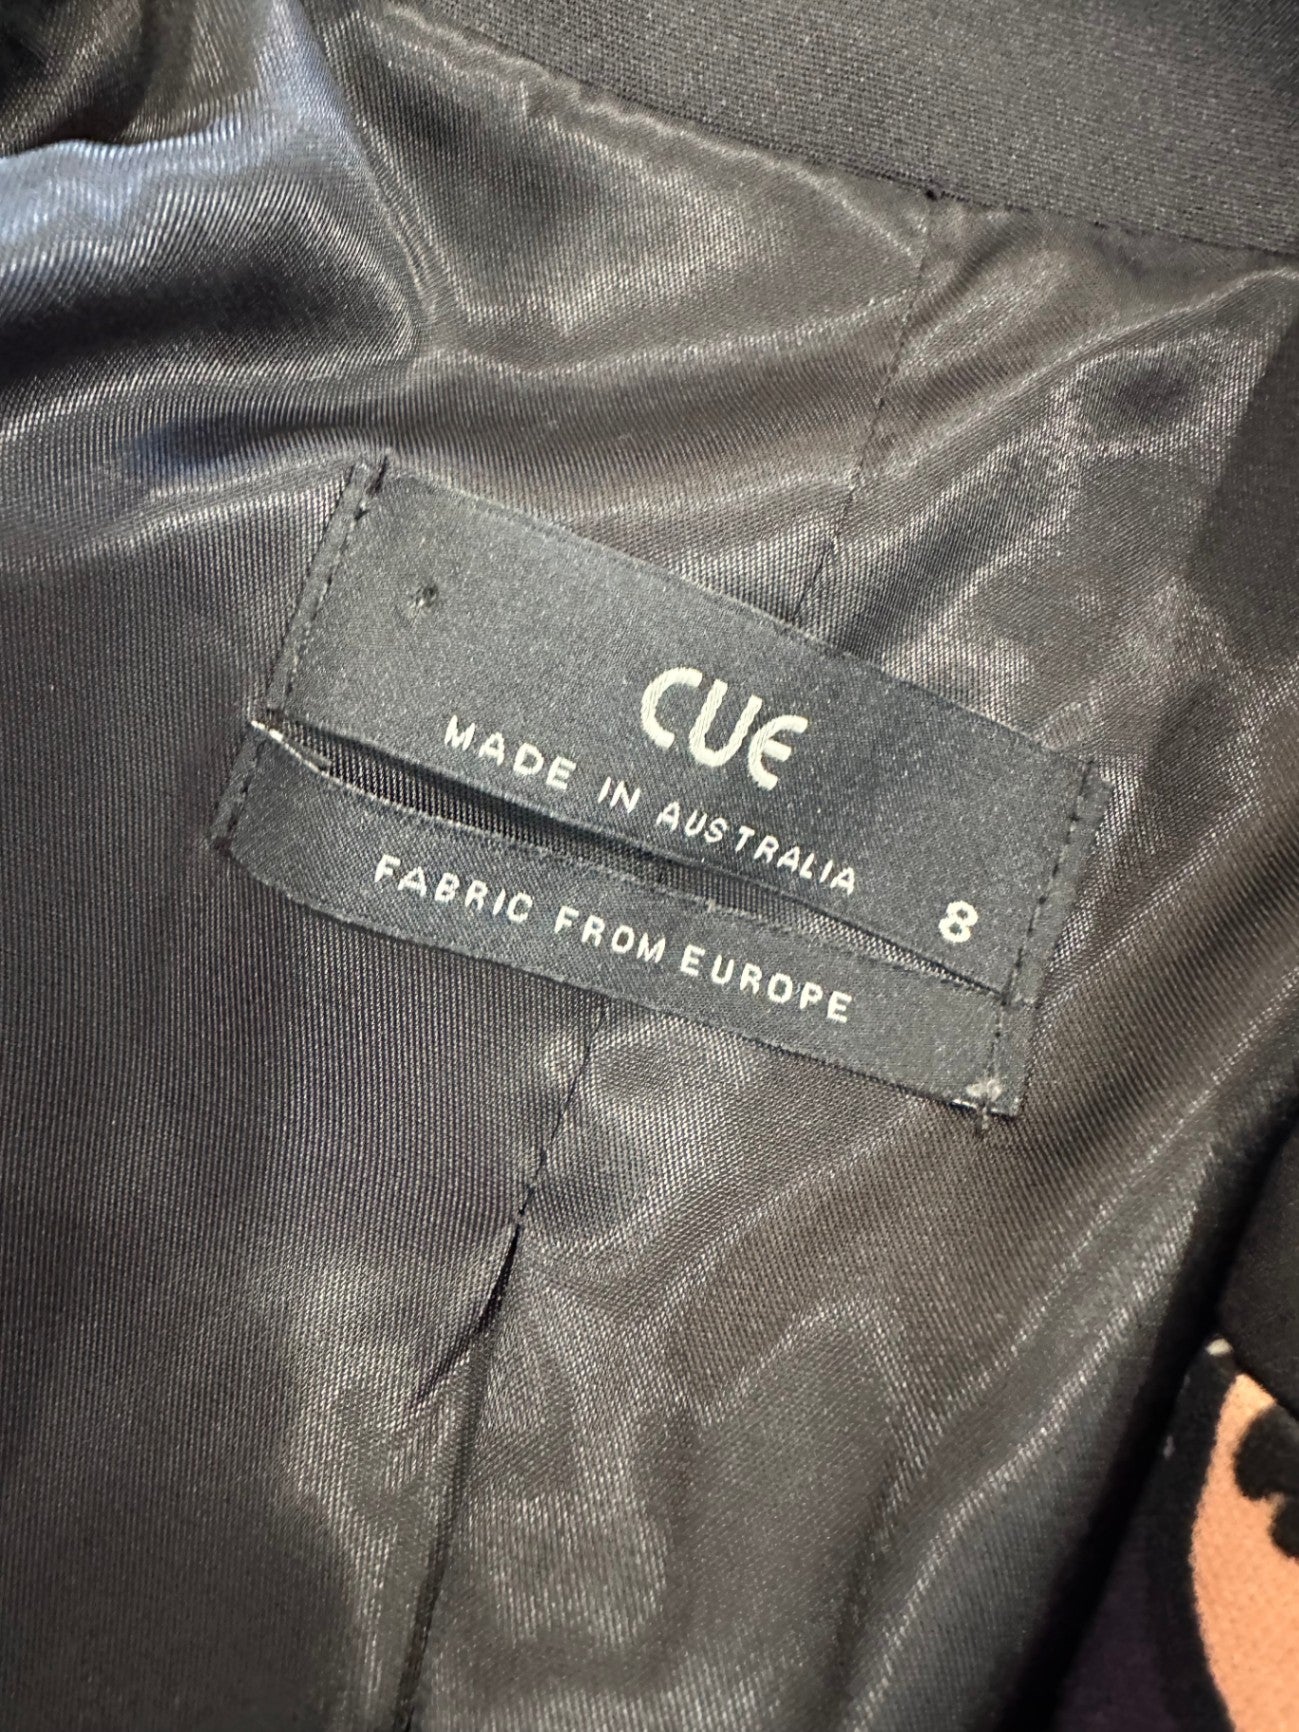 CUE
MADE IN AUSTRALIA
8
FABRIC FROM EUROPE